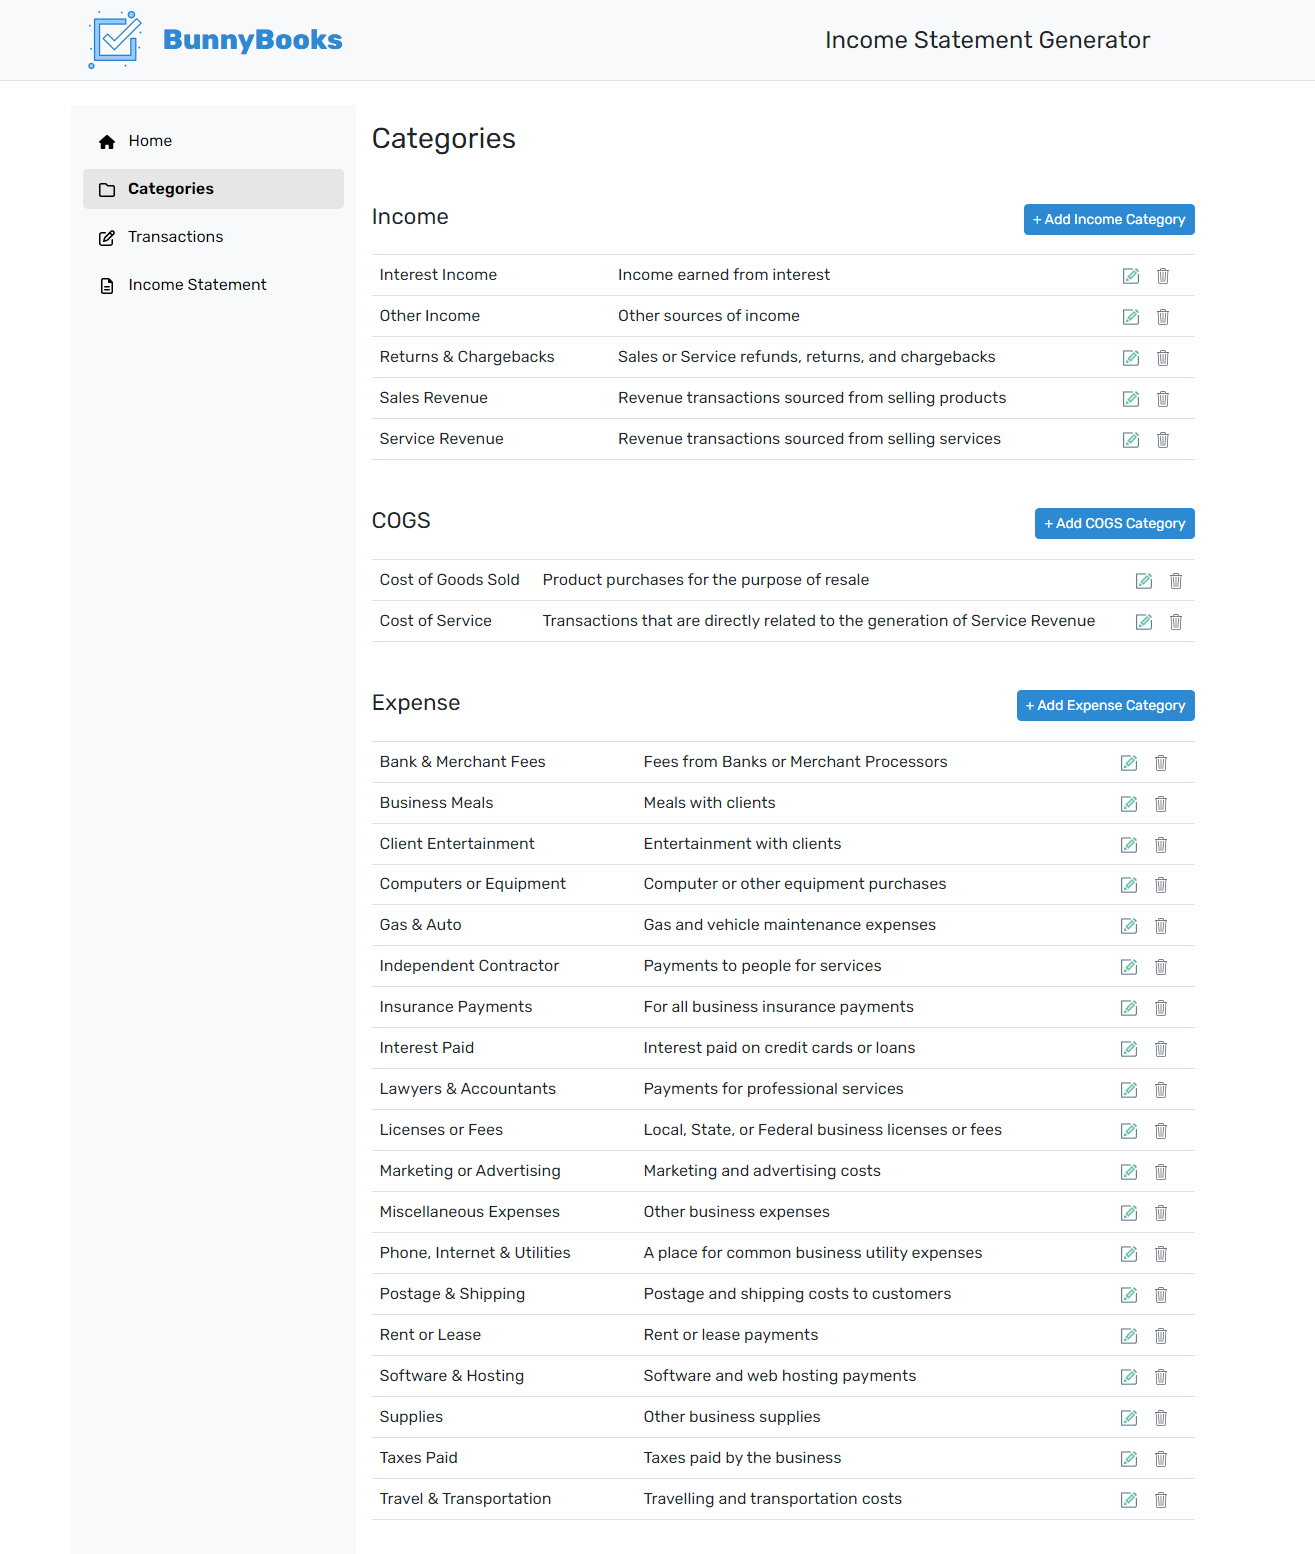 BunnyBooks
Income Statement Generator
Home
Categories
Transactions
Income Statement
Categories
Income
+ Add Income Category
Interest Income Income earned from interest
Other Income Other sources of income
Returns & Chargebacks Sales or Service refunds, returns, and chargebacks
Sales Revenue Revenue transactions sourced from selling products
Service Revenue Revenue transactions sourced from selling services
COGS
+ Add COGS Category
Cost of Goods Sold Product purchases for the purpose of resale
Cost of Service Transactions that are directly related to the generation of Service Revenue
Expense
+ Add Expense Category
Bank & Merchant Fees Fees from Banks or Merchant Processors
Business Meals Meals with clients
Client Entertainment Entertainment with clients
Computers or Equipment Computer or other equipment purchases
Gas & Auto Gas and vehicle maintenance expenses
Independent Contractor Payments to people for services
Insurance Payments For all business insurance payments
Interest Paid Interest paid on credit cards or loans
Lawyers & Accountants Payments for professional services
Licenses or Fees Local, State, or Federal business licenses or fees
Marketing or Advertising Marketing and advertising costs
Miscellaneous Expenses Other business expenses
Phone, Internet & Utilities A place for common business utility expenses
Postage & Shipping Postage and shipping costs to customers
Rent or Lease Rent or lease payments
Software & Hosting Software and web hosting payments
Supplies Other business supplies
Taxes Paid Taxes paid by the business
Travel & Transportation Travelling and transportation costs